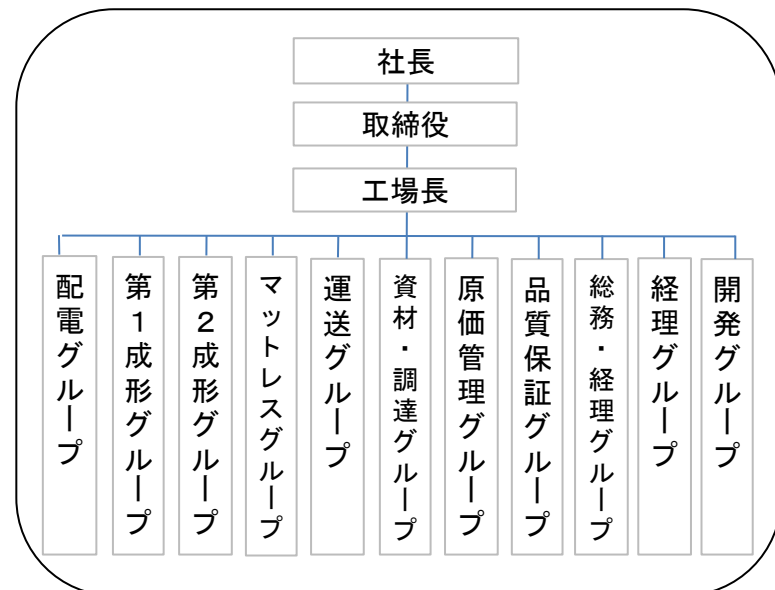 社長
取締役
工場長
配電グループ
第1成形グループ
第2成形グループ
マットレスグループ
運送グループ
資材・調達グループ
原価管理グループ
品質保証グループ
総務・経理グループ
経理グループ
開発グループ